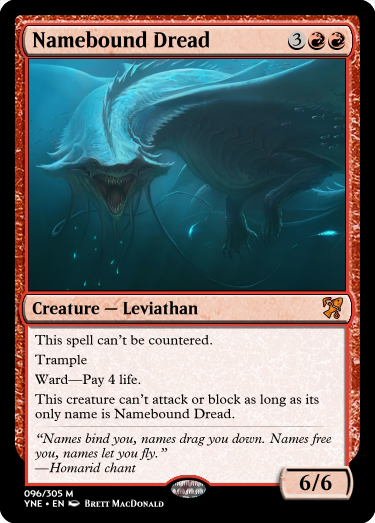 Namebound Dread 3
Creature — Leviathan
This spell can't be countered.
Trample
Ward—Pay 4 life.
This creature can't attack or block as long as its
only name is Namebound Dread.
“Names bind you, names drag you down. Names free
you, names let you fly.”
—Homarid chant
6/6
096/305 M
YNE • EN Brett MacDonald